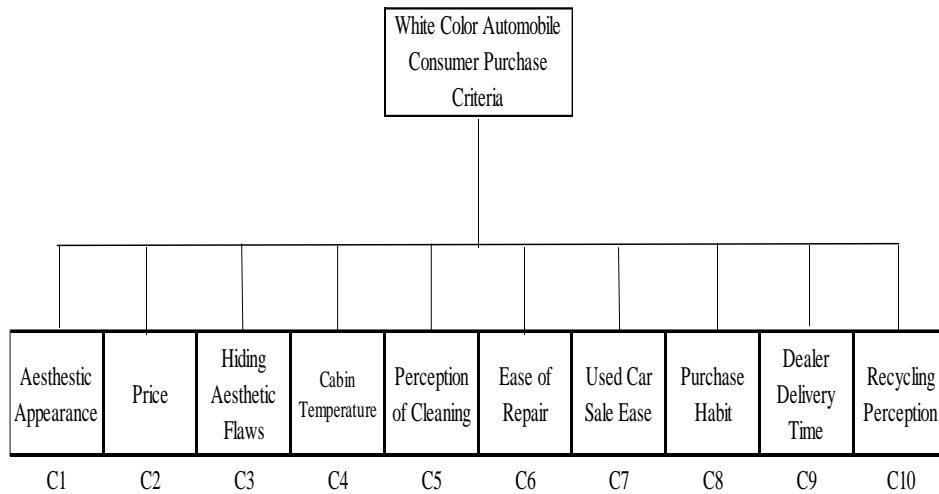 White Color Automobile
Consumer Purchase
Criteria
Aesthestic
Appearance
Price
Hiding
Aesthetic
Flaws
Cabin
Temperature
Perception
of Cleaning
Ease of
Repair
Used Car
Sale Ease
Purchase
Habit
Dealer
Delivery
Time
Recycling
Perception
C1 C2 C3 C4 C5 C6 C7 C8 C9 C10